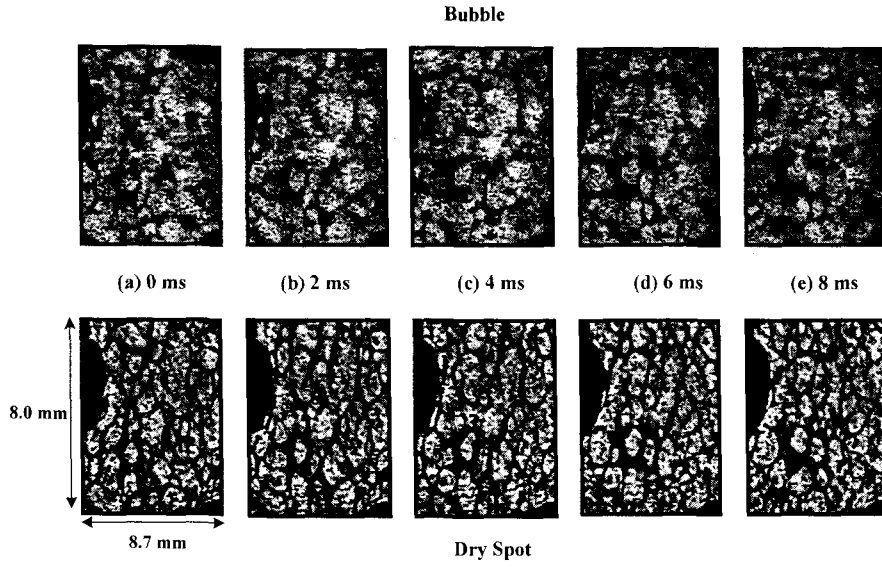 Bubble
(a) 0 ms (b) 2 ms (c) 4 ms (d) 6 ms (e) 8 ms
8.0 mm
8.7 mm
Dry Spot